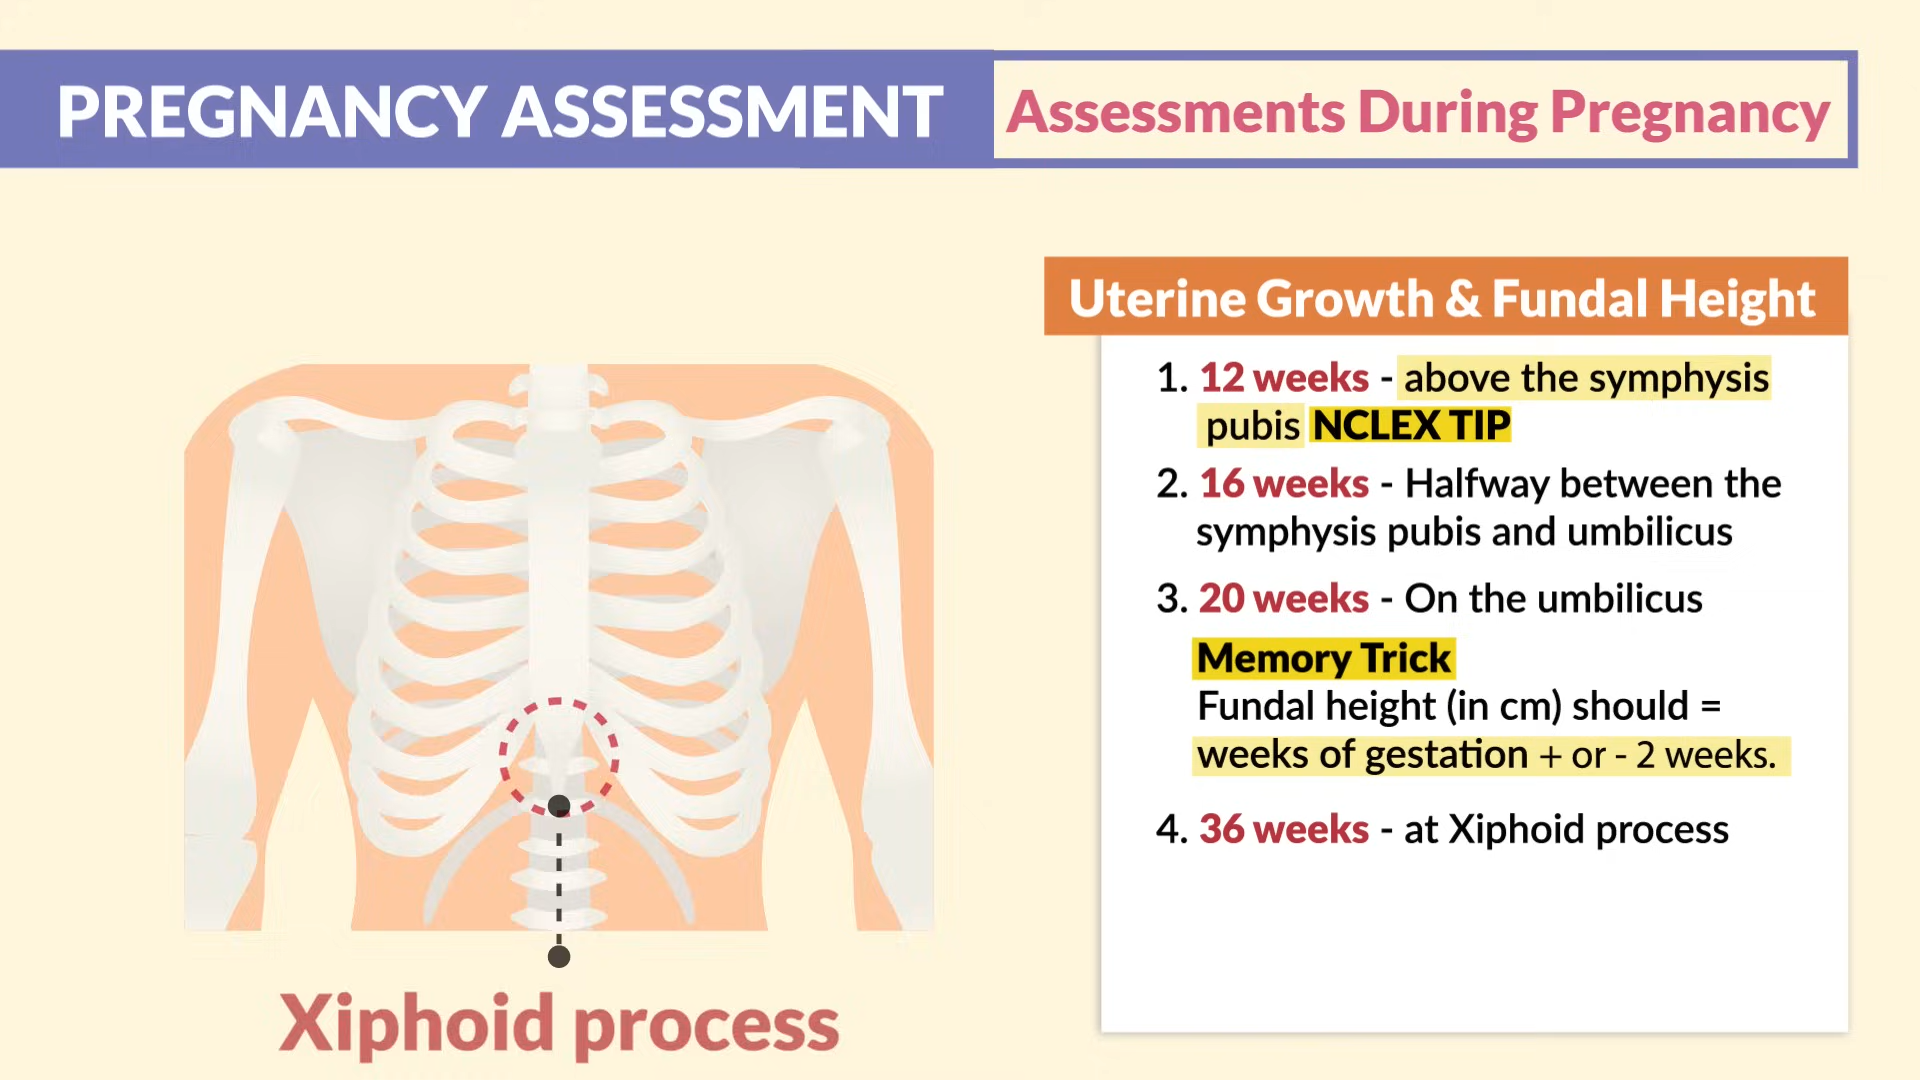 PREGNANCY ASSESSMENT
Assessments During Pregnancy
Uterine Growth & Fundal Height
1. 12 weeks - above the symphysis
pubis NCLEX TIP
2. 16 weeks - Halfway between the
symphysis pubis and umbilicus
3. 20 weeks - On the umbilicus
Memory Trick
Fundal height (in cm) should =
weeks of gestation + or - 2 weeks.
4. 36 weeks - at Xiphoid process
Xiphoid process